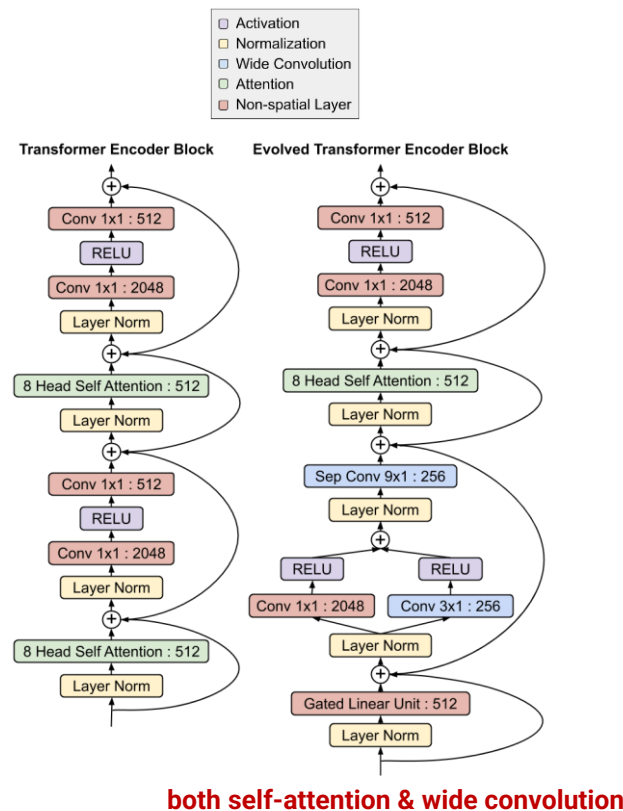 Activation
Normalization
Wide Convolution
Attention
Non-spatial Layer
Transformer Encoder Block
+
Conv 1x1 : 512
RELU
Conv 1x1 : 2048
Layer Norm
+
8 Head Self Attention : 512
Layer Norm
+
Conv 1x1 : 512
RELU
Conv 1x1 : 2048
Layer Norm
+
8 Head Self Attention : 512
Layer Norm
Evolved Transformer Encoder Block
+
Conv 1x1 : 512
RELU
Conv 1x1 : 2048
Layer Norm
+
8 Head Self Attention : 512
Layer Norm
+
Sep Conv 9x1 : 256
Layer Norm
+
RELU
RELU
Conv 1x1 : 2048
Conv 3x1 : 256
Layer Norm
+
Gated Linear Unit : 512
Layer Norm
both self-attention & wide convolution